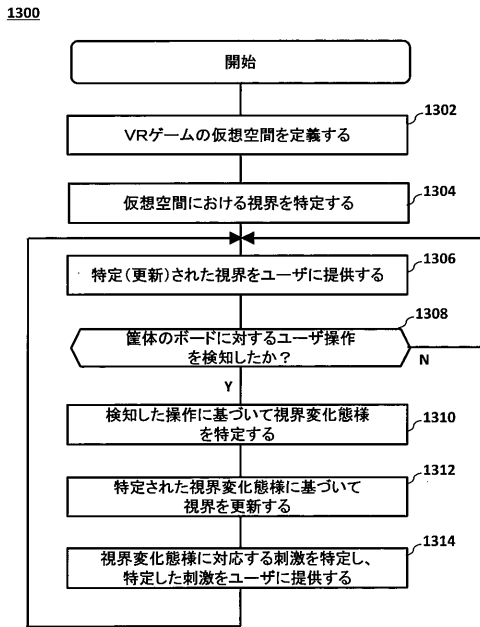 1300
開始
1302
VRゲームの仮想空間を定義する
1304
仮想空間における視界を特定する
1306
特定(更新)された視界をユーザに提供する
1308
筐体のボードに対するユーザ操作
を検知したか？
N
Y
1310
検知した操作に基づいて視界変化態様
を特定する
1312
特定された視界変化態様に基づいて
視界を更新する
1314
視界変化態様に対応する刺激を特定し、
特定した刺激をユーザに提供する